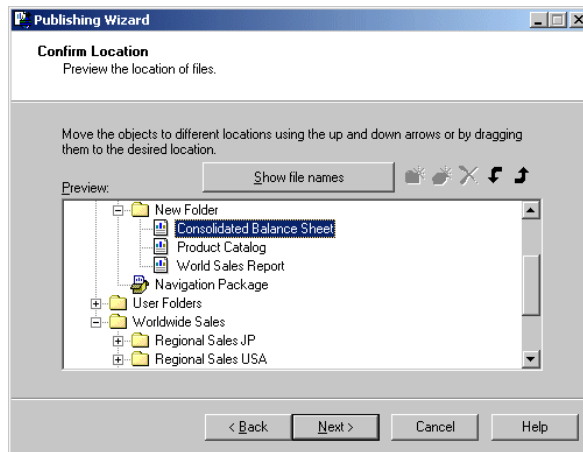 Publishing Wizard
Confirm Location
Preview the location of files.
Move the objects to different locations using the up and down arrows or by dragging
them to the desired location.
Show file names
Preview:
New Folder
Consolidated Balance Sheet
Product Catalog
World Sales Report
Navigation Package
User Folders
Worldwide Sales
Regional Sales JP
Regional Sales USA
< Back Next > Cancel Help